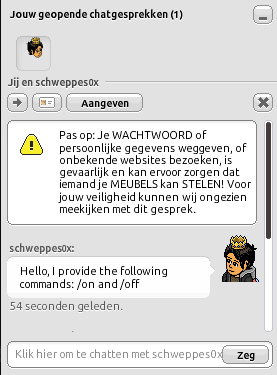 Jouw geopende chatgesprekken (1)
Jij en schweppes0x
Aangeven
Pas op: Je WACHTWOORD of
persoonlijke gegevens weggeven, of
onbekende websites bezoeken, is
gevaarlijk en kan ervoor zorgen dat
iemand je MEUBELS kan STELEN! Voor
jouw veiligheid kunnen wij ongezien
meekijken met dit gesprek.
schweppes0x:
Hello, I provide the following
commands: /on and /off
54 seconden geleden.
Klik hier om te chatten met schweppes0x
Zeg